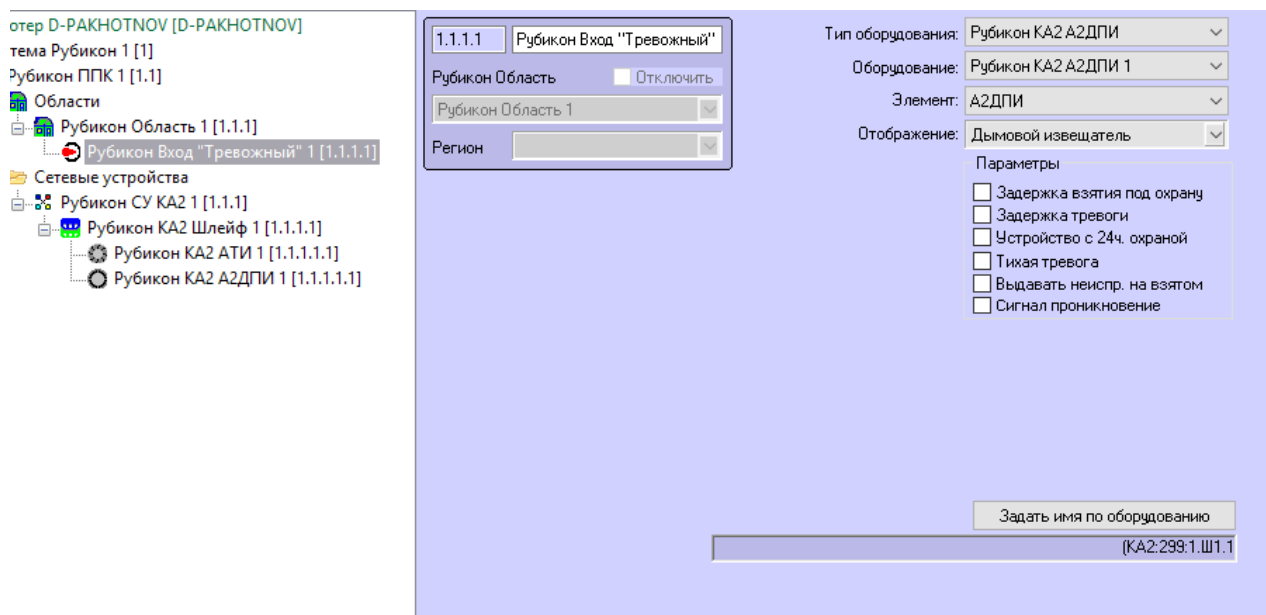 отер D-PAKHOTNOV [D-PAKHOTNOV]
тема Рубикон 1 [1]
Рубикон ППК 1 [1.1]
Области
Рубикон Область 1 [1.1.1]
Рубикон Вход "Тревожный" 1 [1.1.1.1]
Сетевые устройства
Рубикон СУ КА2 1 [1.1.1]
Рубикон КА2 Шлейф 1 [1.1.1.1]
Рубикон КА2 АТИ 1 [1.1.1.1.1]
Рубикон КА2 А2ДПИ 1 [1.1.1.1.1]
1.1.1.1 Рубикон Вход "Тревожный"
Рубикон Область Отключить
Рубикон Область 1
Регион
Тип оборудования: Рубикон КА2 А2ДПИ
Оборудование: Рубикон КА2 А2ДПИ 1
Элемент: А2ДПИ
Отображение: Дымовой извещатель
Параметры
Задержка взятия под охрану
Задержка тревоги
Устройство с 24ч. охраной
Тихая тревога
Выдавать неиспр. на взятом
Сигнал проникновение
Задать имя по оборудованию
(КА2:299:1.Ш1.1